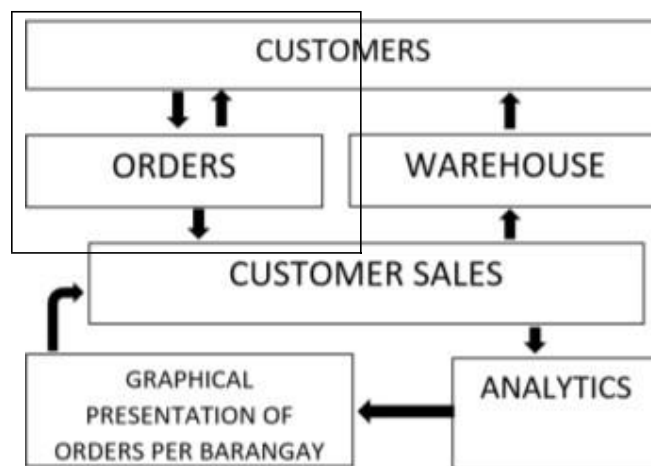 CUSTOMERS
ORDERS
WAREHOUSE
CUSTOMER SALES
GRAPHICAL
PRESENTATION OF
ORDERS PER BARANGAY
ANALYTICS